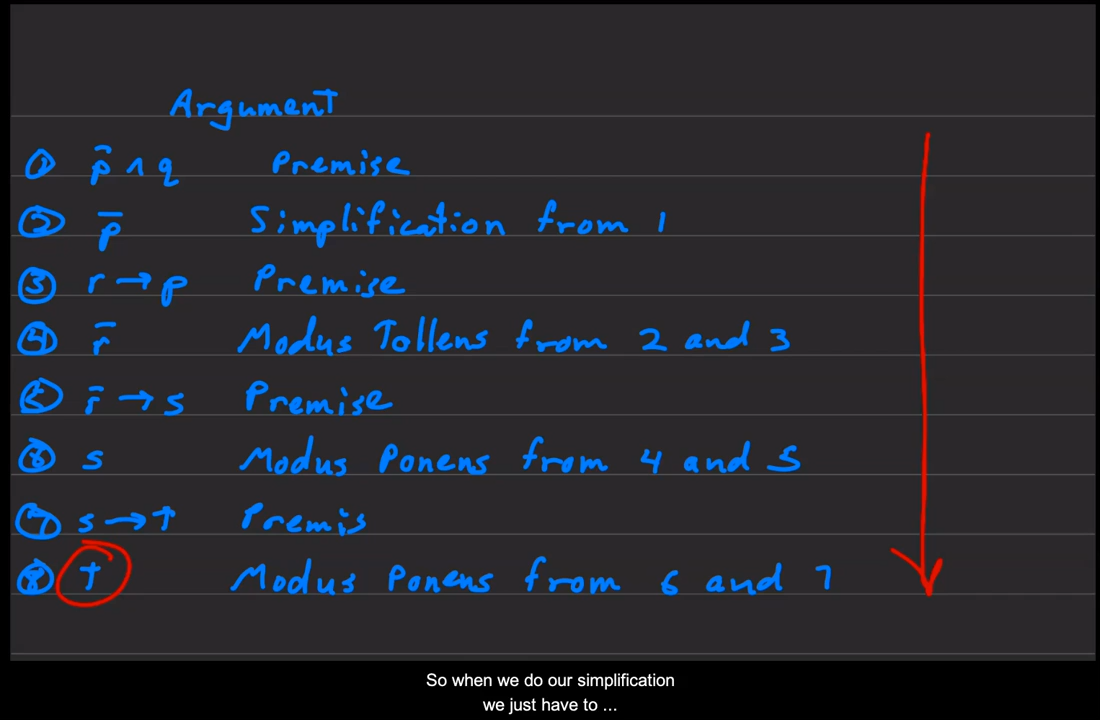 Argument
① p̄ ∧ q Premise
② p̄ Simplification from 1
③ r → p Premise
④ r̄ Modus Tollens from 2 and 3
⑤ r̄ → s Premise
⑥ s Modus Ponens from 4 and 5
⑦ s → t Premis
⑧ t Modus Ponens from 6 and 7
So when we do our simplification
we just have to ...